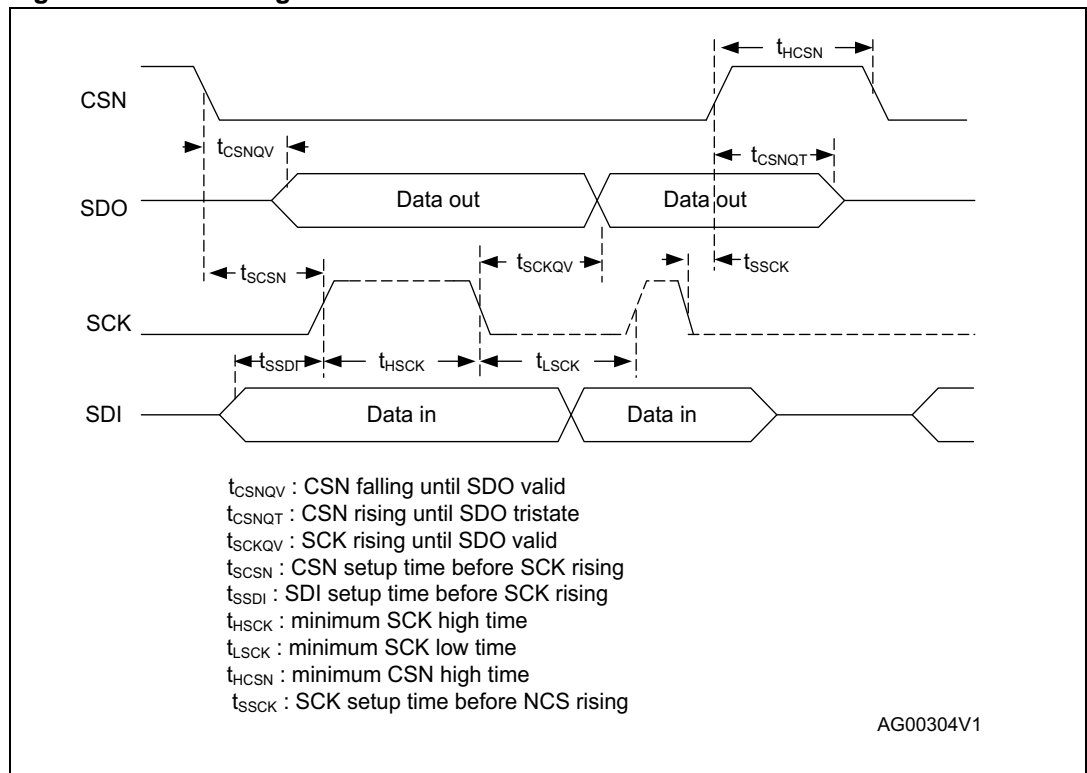 tHCSN
CSN
tCSNQV
tCSNQT
SDO
Data out
Data out
tSCSN
tSCKQV
tSSCK
SCK
tSSDI
tHSCK
tLSCK
SDI
Data in
Data in
tCSNQV : CSN falling until SDO valid
tCSNQT : CSN rising until SDO tristate
tSCKQV : SCK rising until SDO valid
tSCSN : CSN setup time before SCK rising
tSSDI : SDI setup time before SCK rising
tHSCK : minimum SCK high time
tLSCK : minimum SCK low time
tHCSN : minimum CSN high time
tSSCK : SCK setup time before NCS rising
AG00304V1